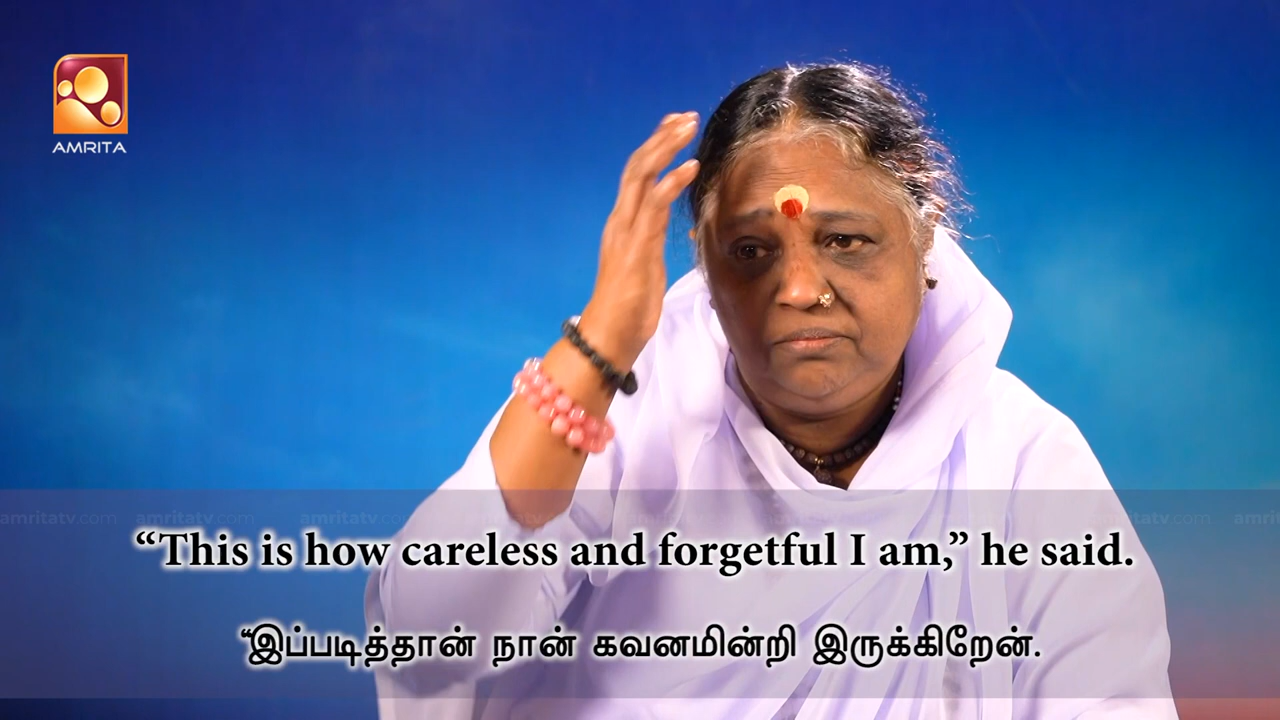 AMRITA
amritatv.com amritatv.com amritatv.com amritatv.com amritatv.com
“This is how careless and forgetful I am,” he said.
“இப்படித்தான் நான் கவனமின்றி இருக்கிறேன்.